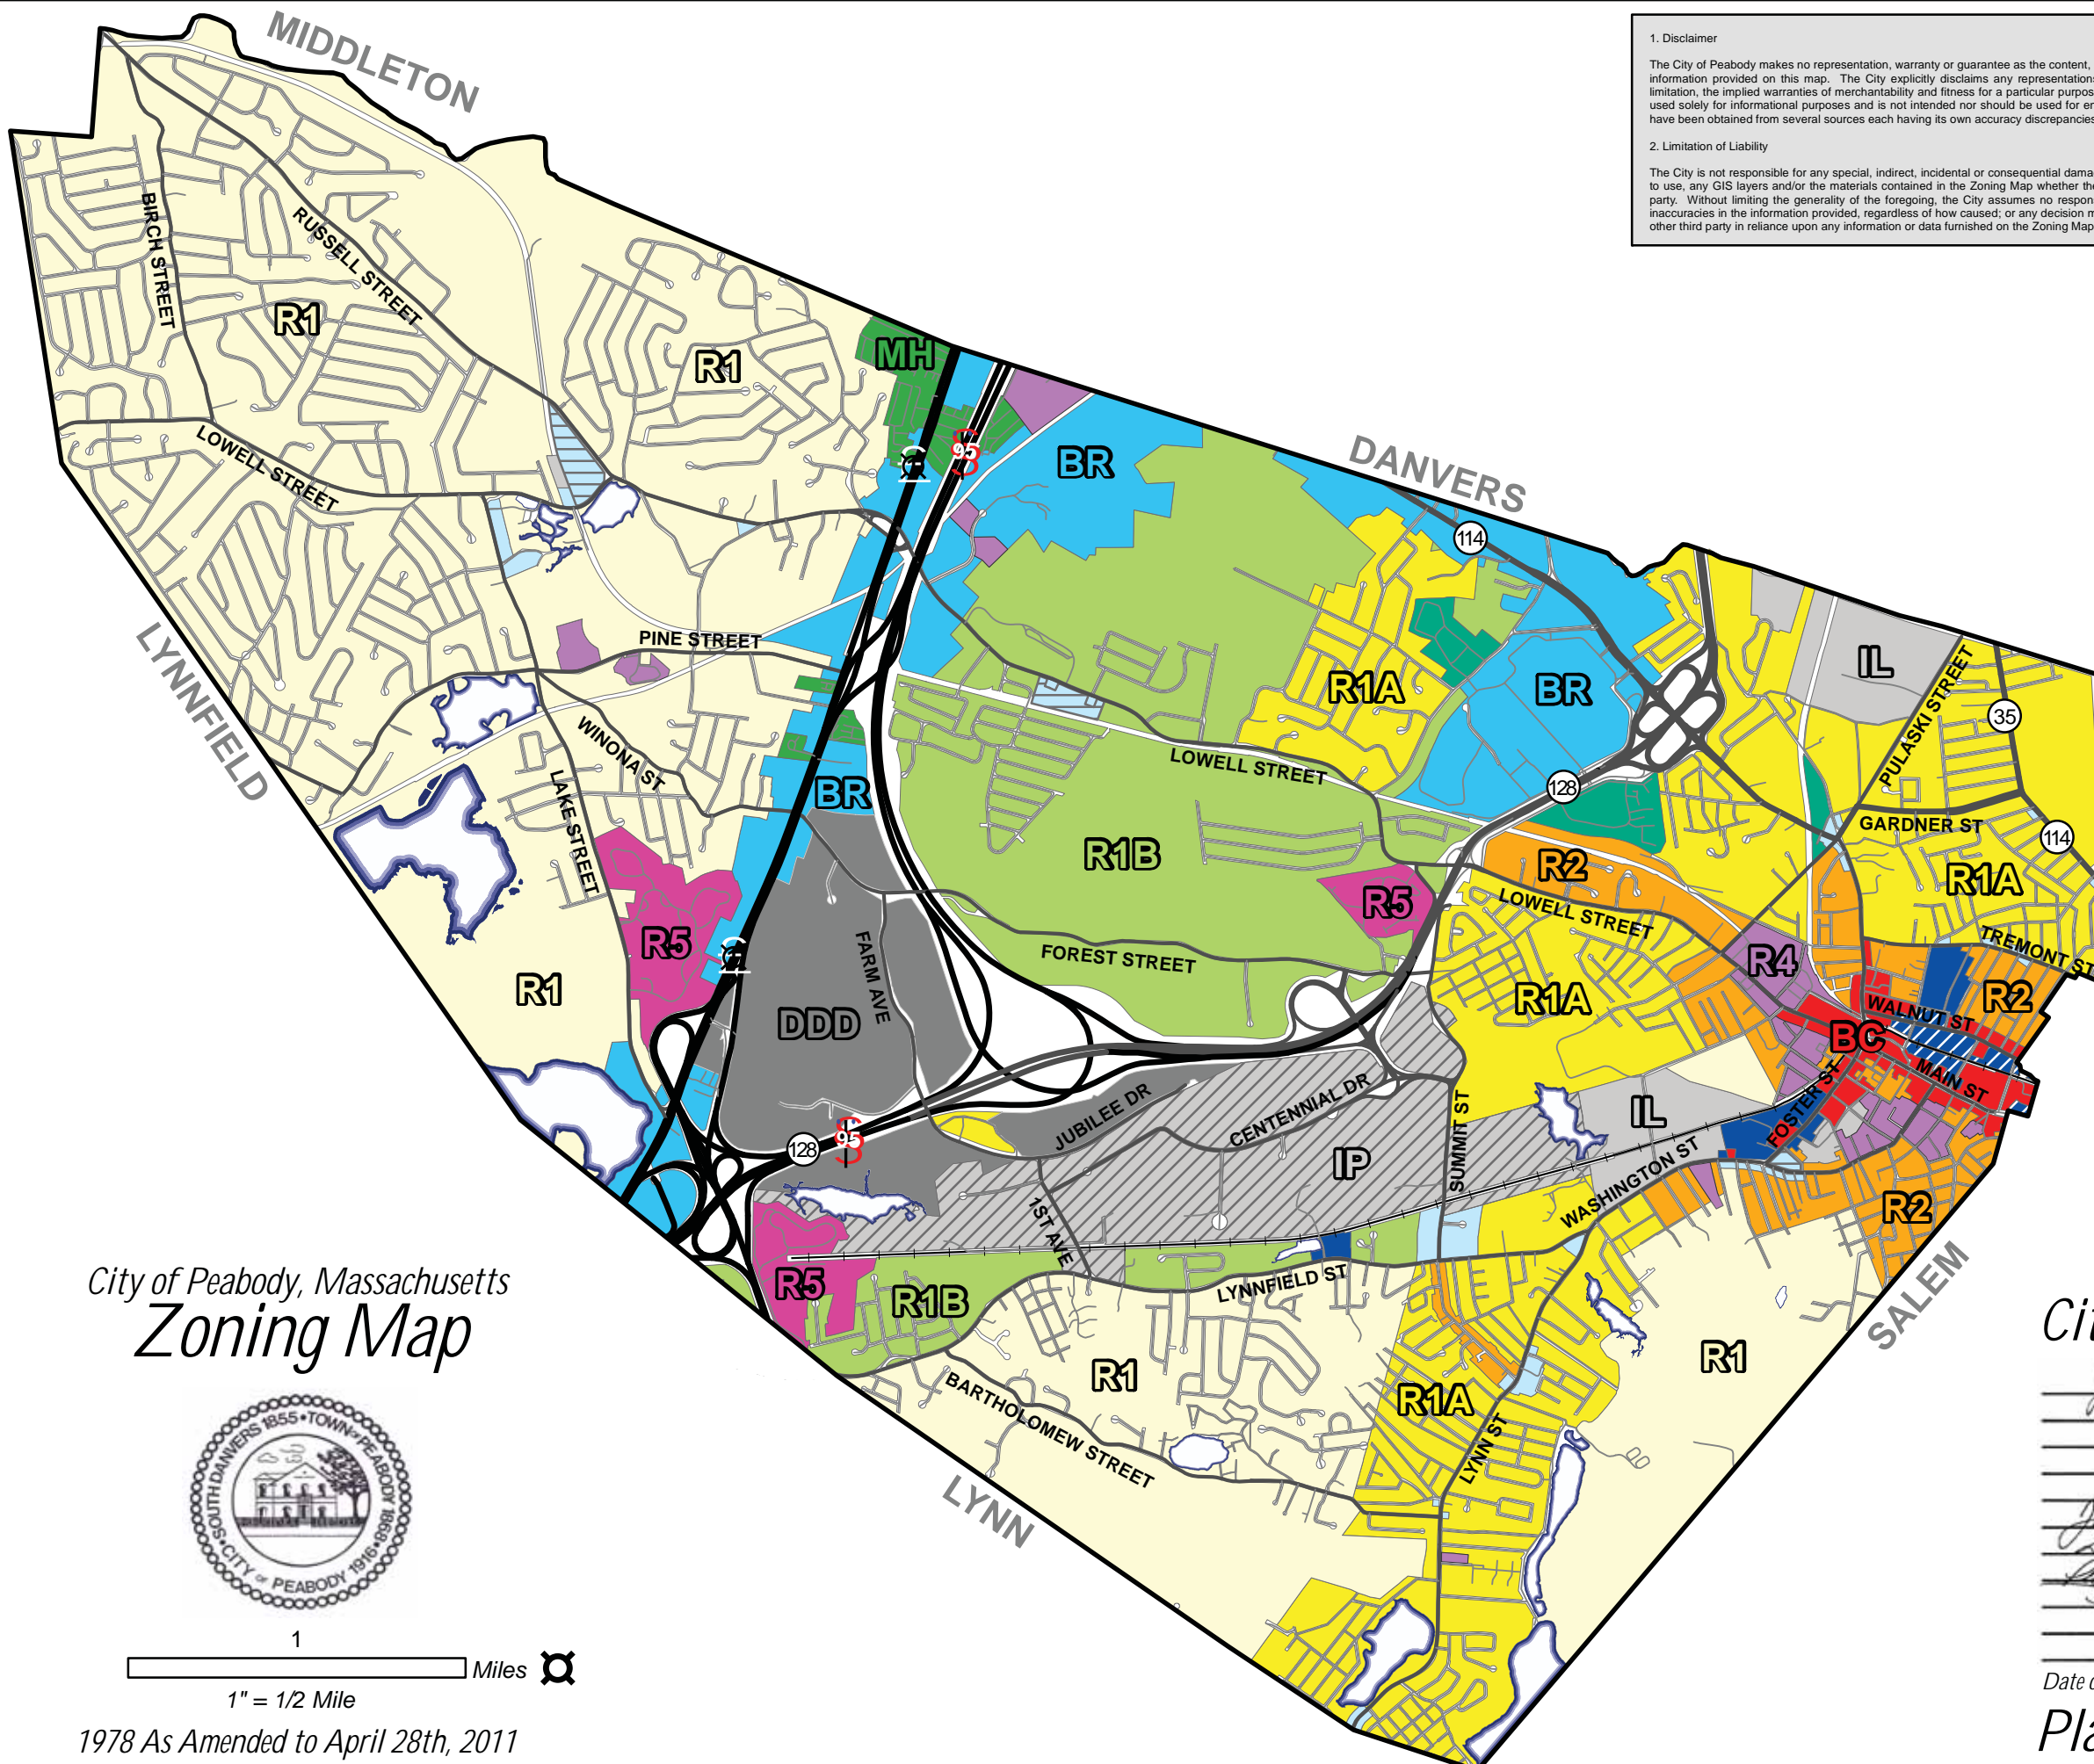 MIDDLETON
1. Disclaimer
The City of Peabody makes no representation, warranty or guarantee as the content,
information provided on this map. The City explicitly disclaims any representations
limitation, the implied warranties of merchantability and fitness for a particular purpos
used solely for informational purposes and is not intended nor should be used for en
have been obtained from several sources each having its own accuracy discrepancies
2. Limitation of Liability
The City is not responsible for any special, indirect, incidental or consequential dama
to use, any GIS layers and/or the materials contained in the Zoning Map whether the
party. Without limiting the generality of the foregoing, the City assumes no respon
inaccuracies in the information provided, regardless of how caused; or any decision m
other third party in reliance upon any information or data furnished on the Zoning Map
BIRCH STREET
RUSSELL STREET
R1
R1
MH
95
BR
DANVERS
LOWELL STREET
114
LYNNFIELD
PINE STREET
R1A
BR
IL
PULASKI STREET
35
WINONA ST
LAKE STREET
BR
LOWELL STREET
128
GARDNER ST
114
R1B
R2
R1A
R5
LOWELL STREET
R5
FARM AVE
FOREST STREET
R4
TREMONT ST
R1
DDD
R1A
R2
WALNUT ST
BC
MAIN ST
FOSTER ST
JUBILEE DR
CENTENNIAL DR
SUMMIT ST
IL
128
95
IP
WASHINGTON ST
1ST AVE
R2
R5
R1B
LYNNFIELD ST
SALEM
R1
R1
R1A
BARTHOLOMEW STREET
LYNN ST
LYNN
City of Peabody, Massachusetts
Zoning Map
SOUTH DANVERS 1855 • TOWN OF PEABODY 1868 • CITY OF PEABODY 1916 •
1
Miles
1" = 1/2 Mile
1978 As Amended to April 28th, 2011
Cit
Date o
Pla